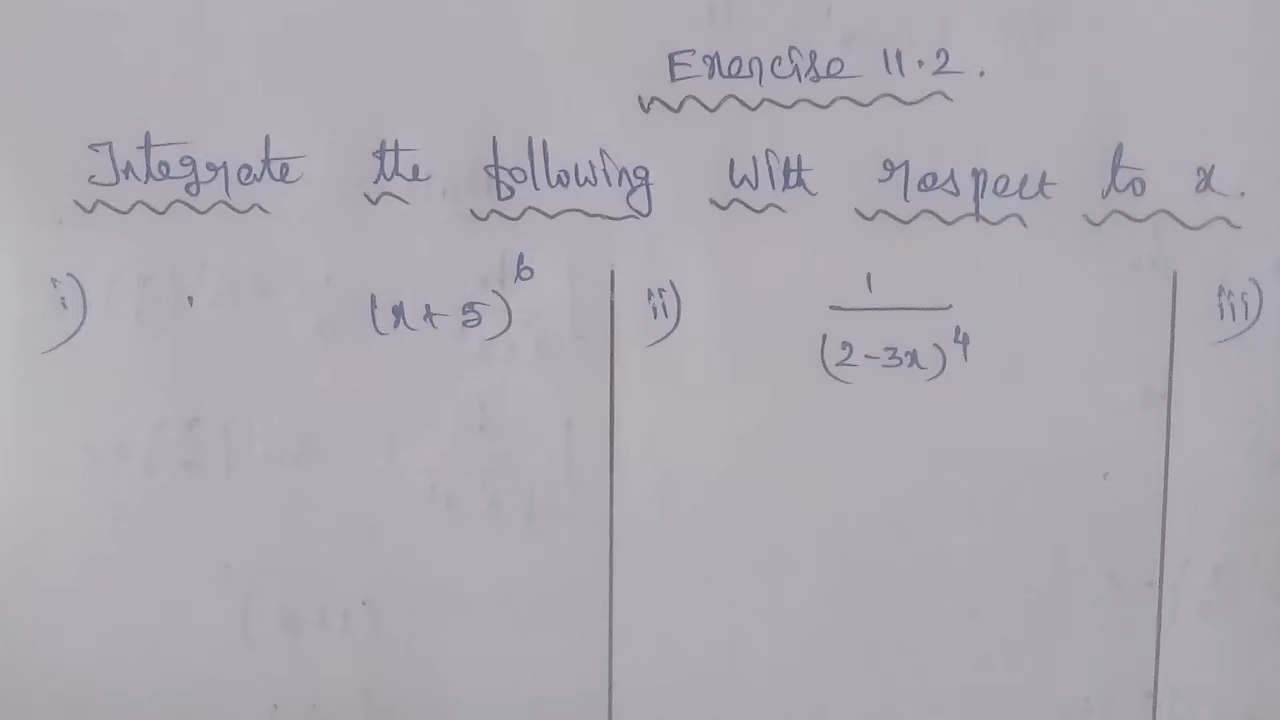 Exercise 11.2.
Integrate the following with respect to x.
i) (x+5)^6
ii) 1/(2-3x)^4
iii)